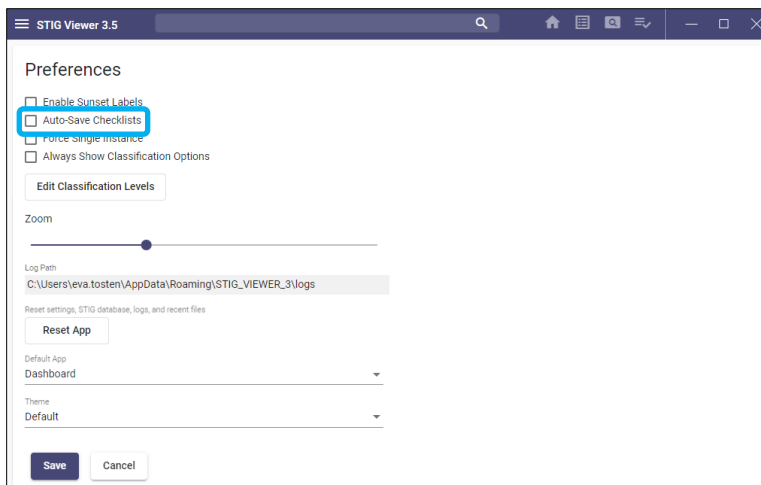 STIG Viewer 3.5
Preferences
Enable Sunset Labels
Auto-Save Checklists
Force Single Instance
Always Show Classification Options
Edit Classification Levels
Zoom
Log Path
C:\Users\eva.tosten\AppData\Roaming\STIG_VIEWER_3\logs
Reset settings, STIG database, logs, and recent files
Reset App
Default App
Dashboard
Theme
Default
Save Cancel